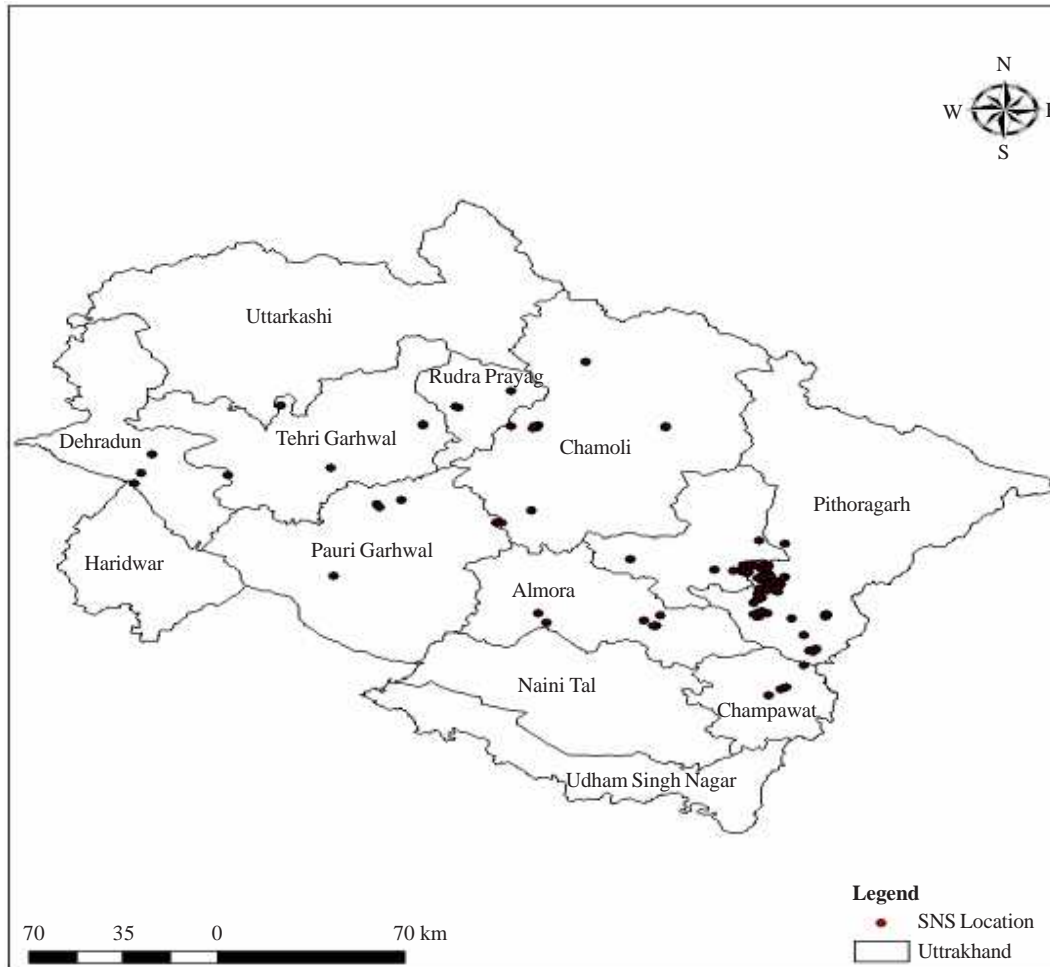 N
W
S
Uttarkashi
Rudra Prayag
Dehradun
Tehri Garhwal
Chamoli
Pithoragarh
Haridwar
Pauri Garhwal
Almora
Naini Tal
Champawat
Udham Singh Nagar
Legend
SNS Location
Uttrakhand
70 35 0 70 km